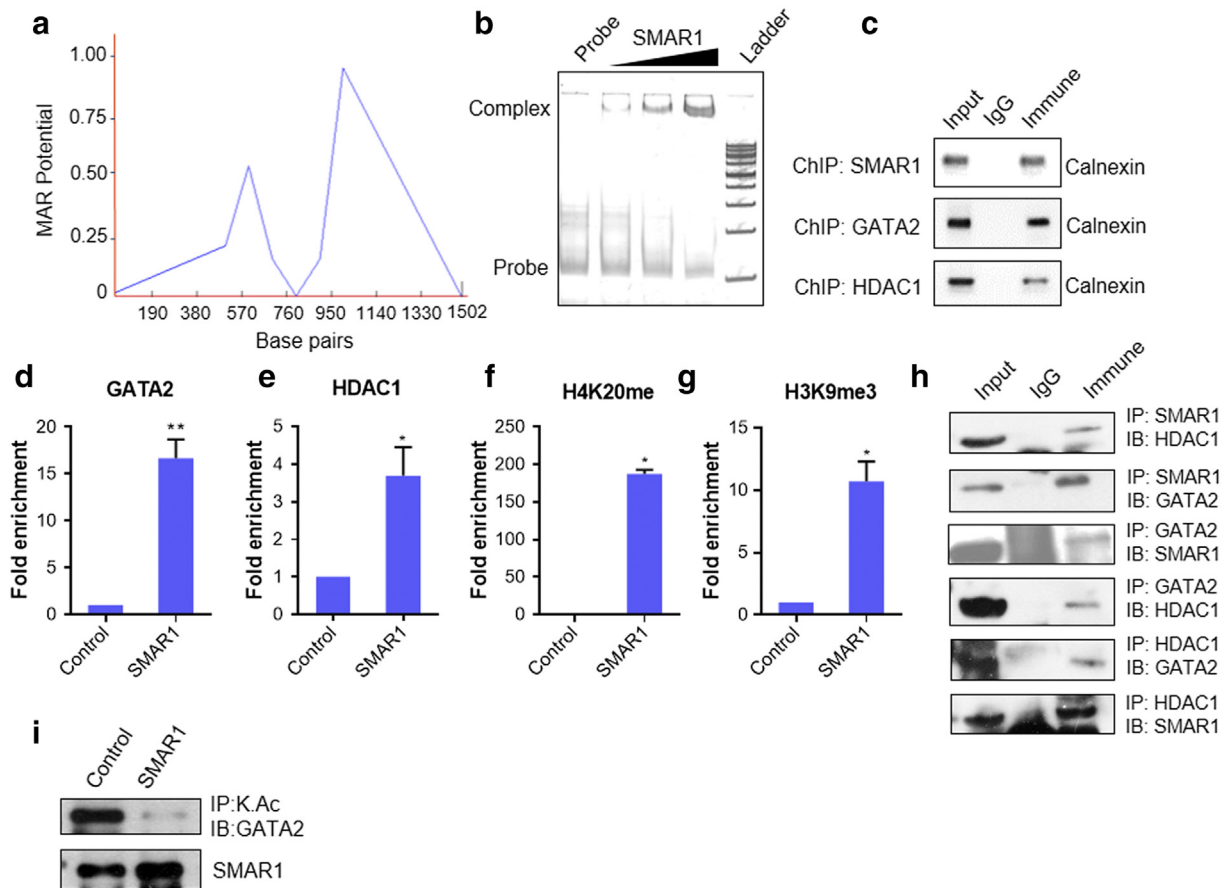 a
1.00
0.75
0.50
0.25
0
MAR Potential
190 380 570 760 950 1140 1330 1502
Base pairs
b
Probe SMAR1 Ladder
Complex
Probe
c
Input IgG Immune
ChIP: SMAR1 Calnexin
ChIP: GATA2 Calnexin
ChIP: HDAC1 Calnexin
d
GATA2
Fold enrichment
20
15
10
5
0
**
Control SMAR1
e
HDAC1
Fold enrichment
5
4
3
2
1
0
*
Control SMAR1
f
H4K20me
Fold enrichment
250
200
150
100
50
0
*
Control SMAR1
g
H3K9me3
Fold enrichment
15
10
5
0
*
Control SMAR1
h
Input IgG Immune
IP: SMAR1
IB: HDAC1
IP: SMAR1
IB: GATA2
IP: GATA2
IB: SMAR1
IP: GATA2
IB: HDAC1
IP: HDAC1
IB: GATA2
IP: HDAC1
IB: SMAR1
i
Control SMAR1
IP:K.Ac
IB:GATA2
SMAR1